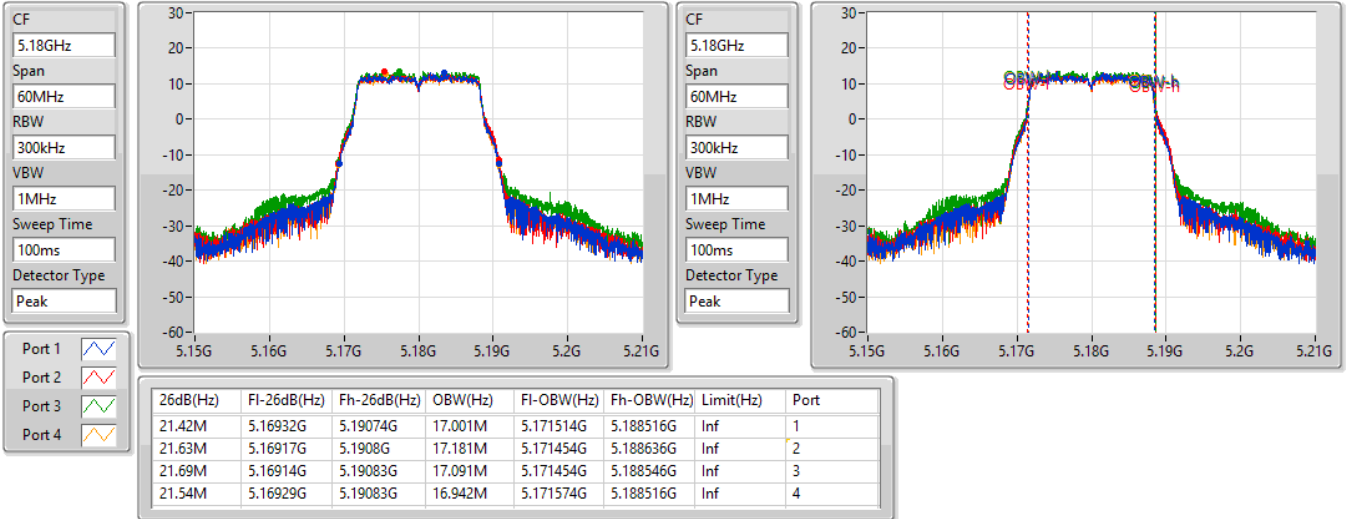 CF
5.18GHz
Span
60MHz
RBW
300kHz
VBW
1MHz
Sweep Time
100ms
Detector Type
Peak
30
20
10
0
-10
-20
-30
-40
-50
-60
5.15G 5.16G 5.17G 5.18G 5.19G 5.2G 5.21G
CF
5.18GHz
Span
60MHz
RBW
300kHz
VBW
1MHz
Sweep Time
100ms
Detector Type
Peak
30
20
10
0
-10
-20
-30
-40
-50
-60
OBW-l OBW-h
5.15G 5.16G 5.17G 5.18G 5.19G 5.2G 5.21G
Port 1
Port 2
Port 3
Port 4
26dB(Hz) Fl-26dB(Hz) Fh-26dB(Hz) OBW(Hz) Fl-OBW(Hz) Fh-OBW(Hz) Limit(Hz) Port
21.42M 5.16932G 5.19074G 17.001M 5.171514G 5.188516G Inf 1
21.63M 5.16917G 5.1908G 17.181M 5.171454G 5.188636G Inf 2
21.69M 5.16914G 5.19083G 17.091M 5.171454G 5.188546G Inf 3
21.54M 5.16929G 5.19083G 16.942M 5.171574G 5.188516G Inf 4